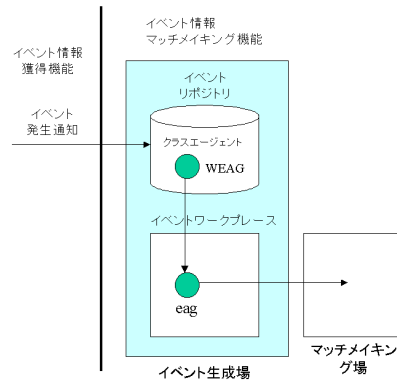 イベント情報
獲得機能
イベント情報
マッチメイキング機能
イベント
発生通知
イベント
リポジトリ
クラスエージェント
WEAG
イベントワークプレース
eag
イベント生成場
マッチメイキン
グ場